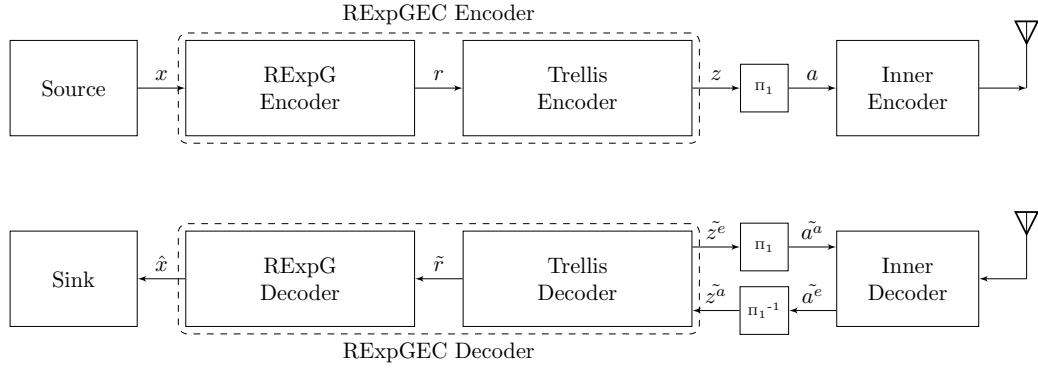 RExpGEC Encoder
Source
x
RExpG
Encoder
r
Trellis
Encoder
z
Π₁
a
Inner
Encoder
Sink
x̂
RExpG
Decoder
r̃
Trellis
Decoder
z̃ᵉ
Π₁
ãᵃ
z̃ᵃ
Π₁⁻¹
ãᵉ
Inner
Decoder
RExpGEC Decoder